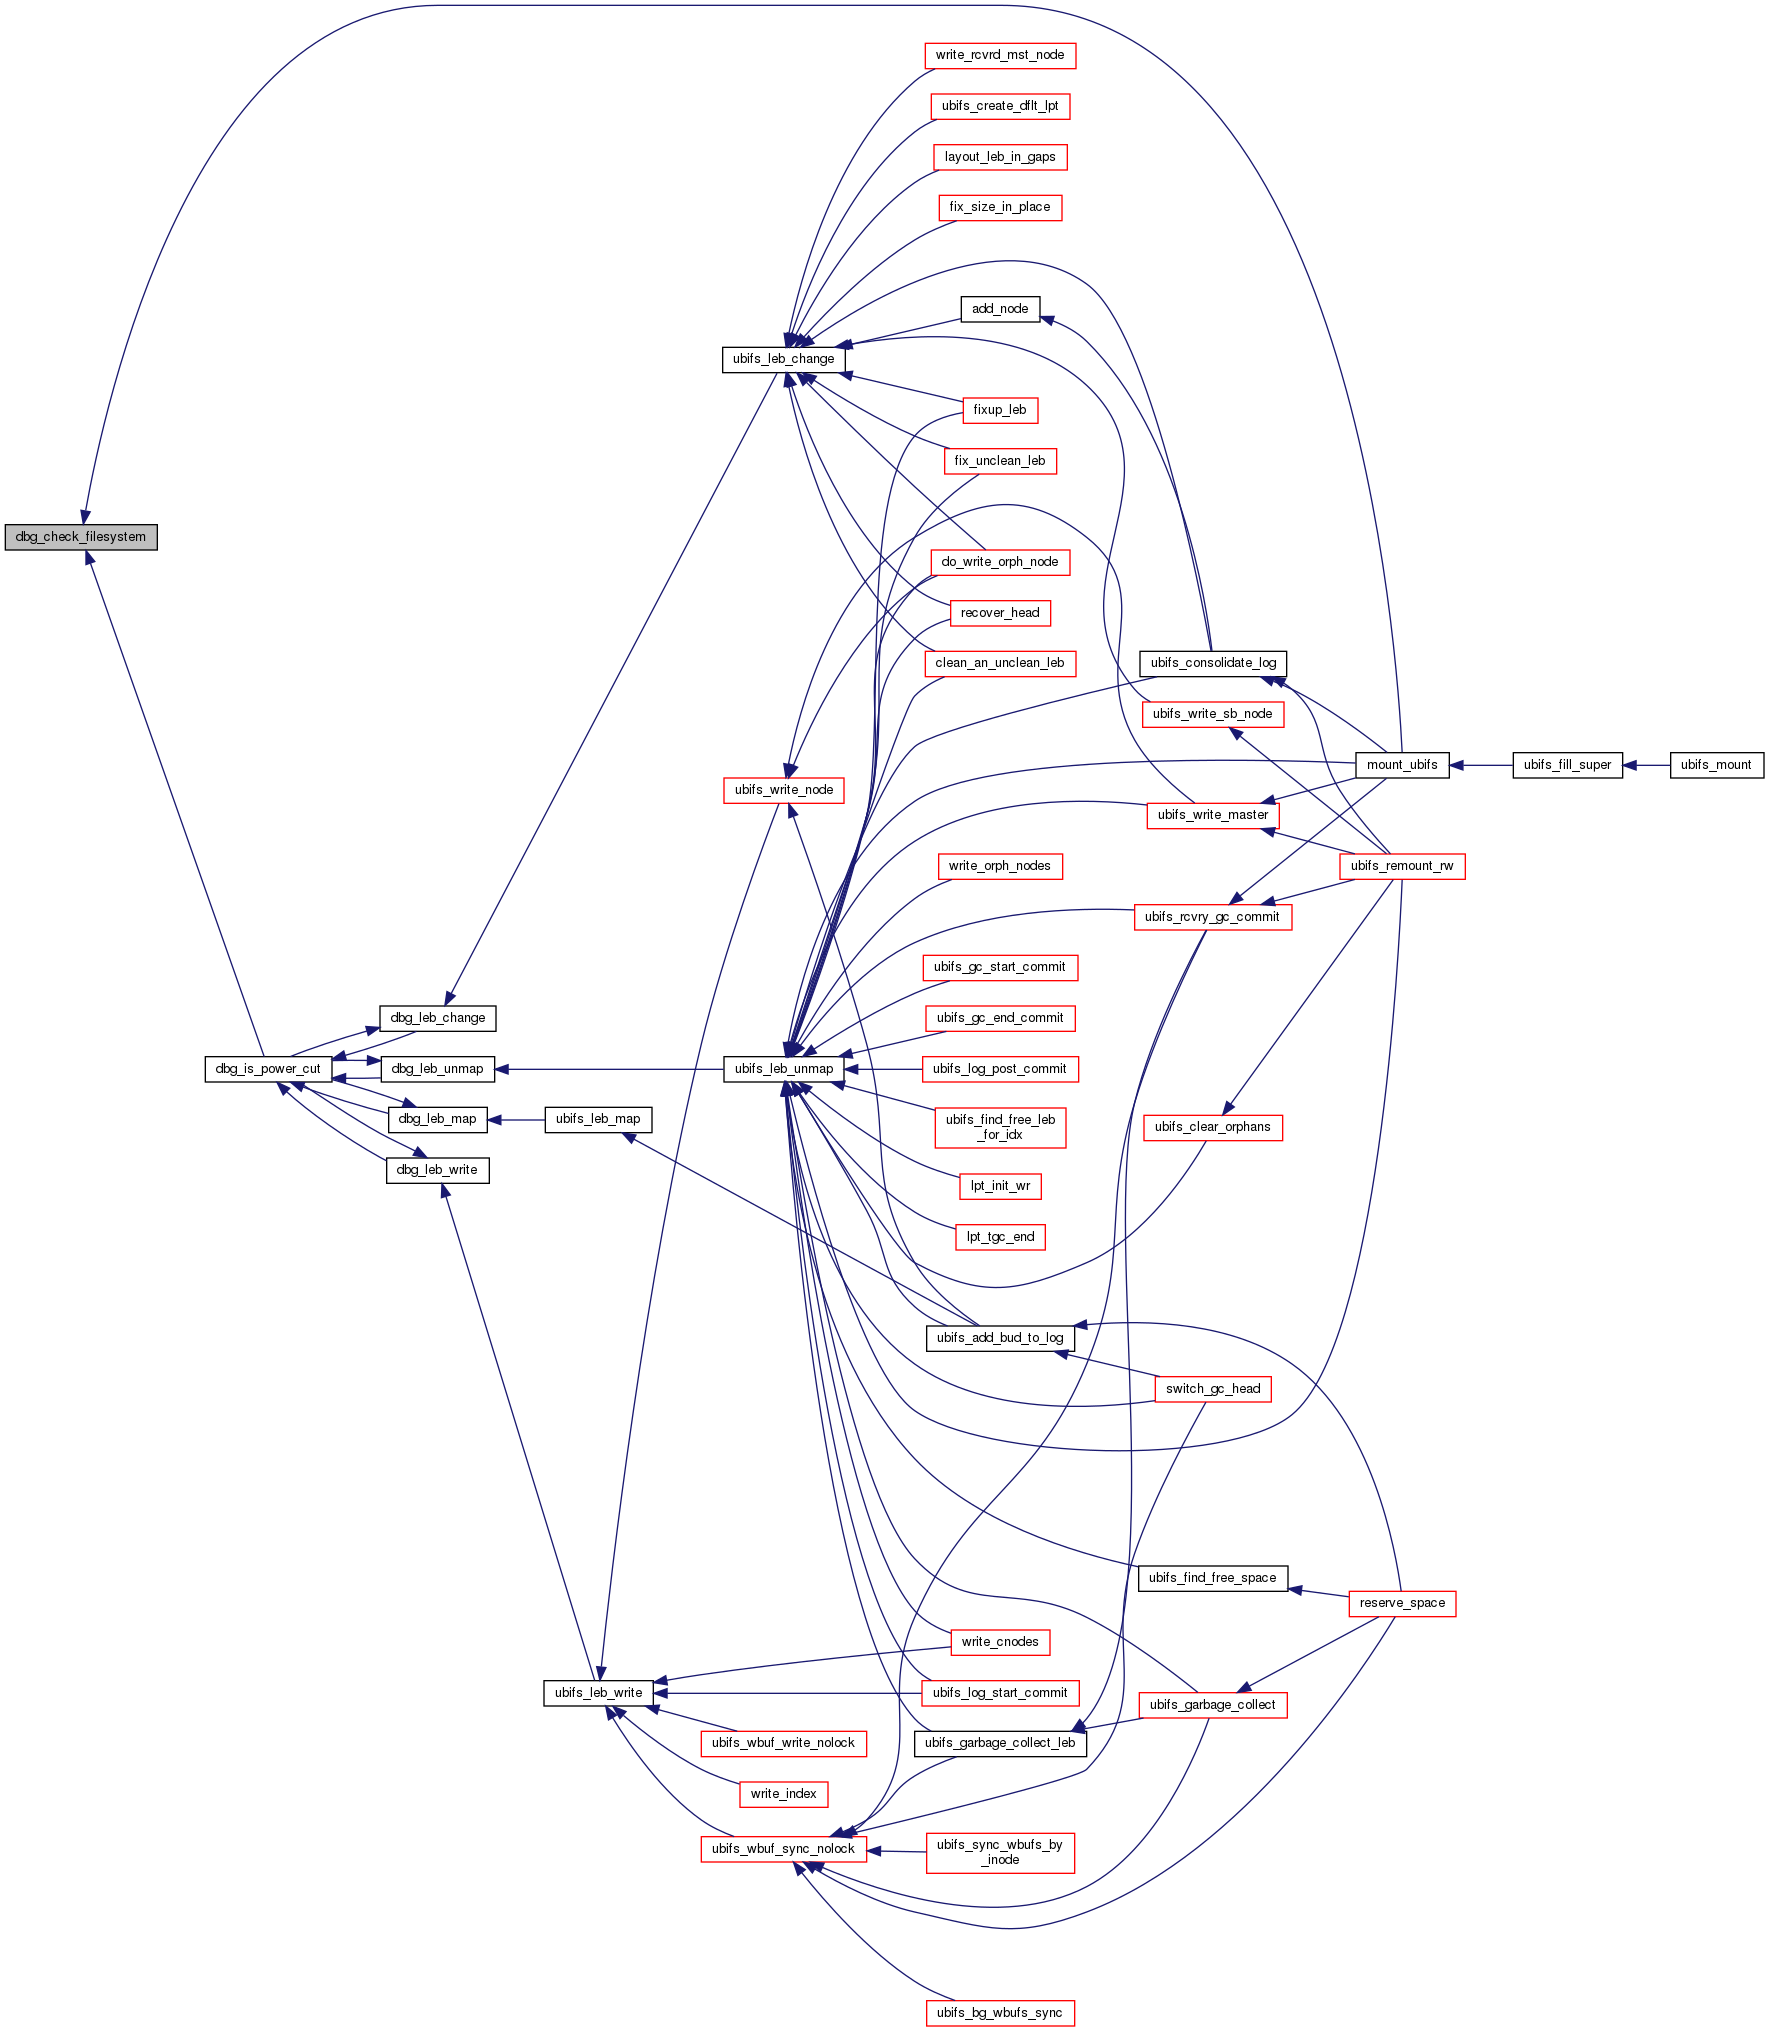 write_rcvrd_mst_node
ubifs_create_dflt_lpt
layout_leb_in_gaps
fix_size_in_place
add_node
ubifs_leb_change
fixup_leb
fix_unclean_leb
dbg_check_filesystem
do_write_orph_node
recover_head
clean_an_unclean_leb
ubifs_consolidate_log
ubifs_write_sb_node
mount_ubifs
ubifs_fill_super
ubifs_mount
ubifs_write_node
ubifs_write_master
write_orph_nodes
ubifs_remount_rw
ubifs_rcvry_gc_commit
ubifs_gc_start_commit
dbg_leb_change
ubifs_gc_end_commit
dbg_is_power_cut
dbg_leb_unmap
ubifs_leb_unmap
ubifs_log_post_commit
dbg_leb_map
ubifs_leb_map
ubifs_find_free_leb
_for_idx
ubifs_clear_orphans
dbg_leb_write
lpt_init_wr
lpt_tgc_end
ubifs_add_bud_to_log
switch_gc_head
ubifs_find_free_space
reserve_space
write_cnodes
ubifs_leb_write
ubifs_log_start_commit
ubifs_garbage_collect
ubifs_wbuf_write_nolock
ubifs_garbage_collect_leb
write_index
ubifs_wbuf_sync_nolock
ubifs_sync_wbufs_by
_inode
ubifs_bg_wbufs_sync